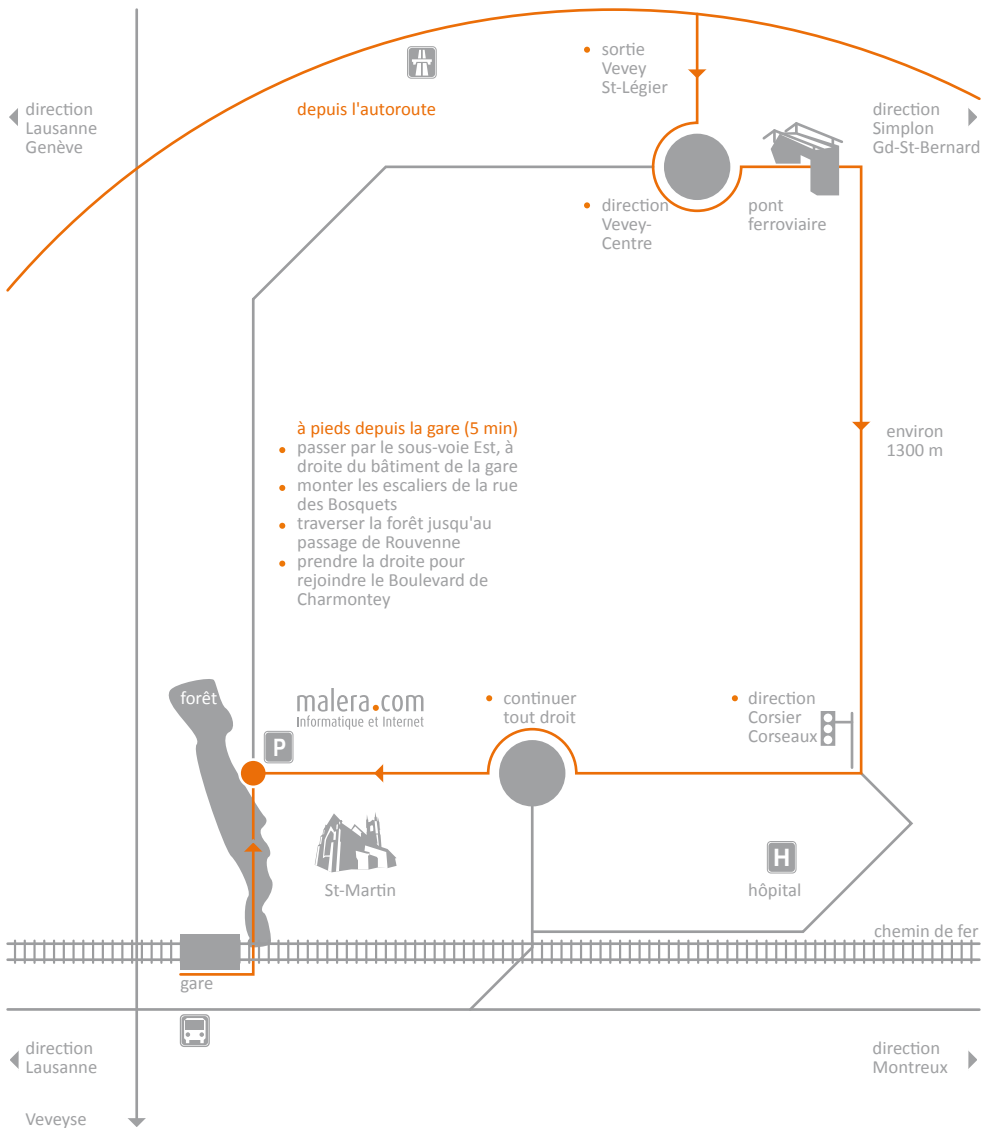 sortie
Vevey
St-Légier
depuis l'autoroute
direction
Lausanne
Genève
direction
Simplon
Gd-St-Bernard
direction
Vevey-
Centre
pont
ferroviaire
à pieds depuis la gare (5 min)
passer par le sous-voie Est, à
droite du bâtiment de la gare
monter les escaliers de la rue
des Bosquets
traverser la forêt jusqu'au
passage de Rouvenne
prendre la droite pour
rejoindre le Boulevard de
Charmontey
environ
1300 m
forêt
malera.com
Informatique et Internet
P
continuer
tout droit
direction
Corsier
Corseaux
St-Martin
H
hôpital
chemin de fer
gare
direction
Lausanne
direction
Montreux
Veveyse